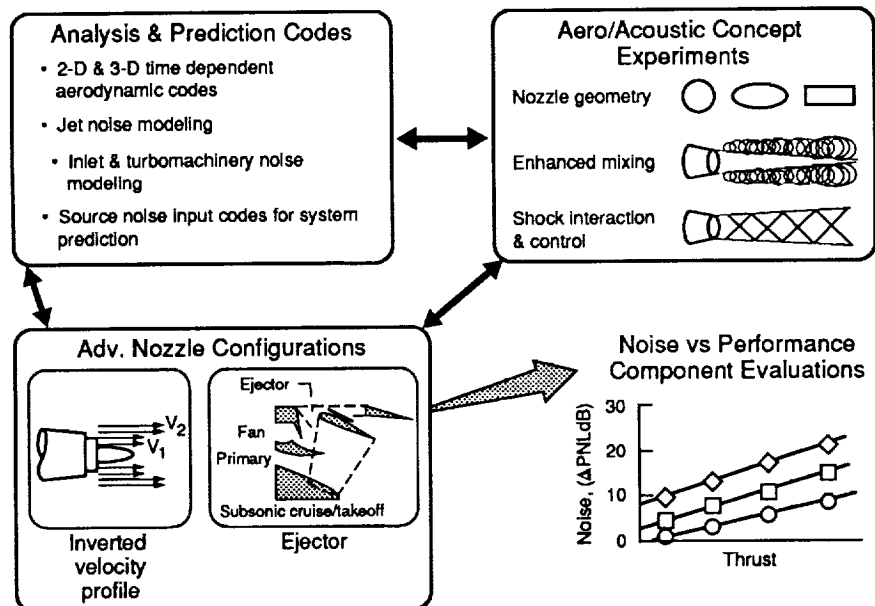 Analysis & Prediction Codes
• 2-D & 3-D time dependent
aerodynamic codes
• Jet noise modeling
• Inlet & turbomachinery noise
modeling
• Source noise input codes for system
prediction
Aero/Acoustic Concept
Experiments
Nozzle geometry
Enhanced mixing
Shock interaction
& control
Adv. Nozzle Configurations
V2
V1
Inverted
velocity
profile
Ejector
Fan
Primary
Subsonic cruise/takeoff
Ejector
Noise vs Performance
Component Evaluations
Noise, (ΔPNLdB)
30
20
10
0
Thrust